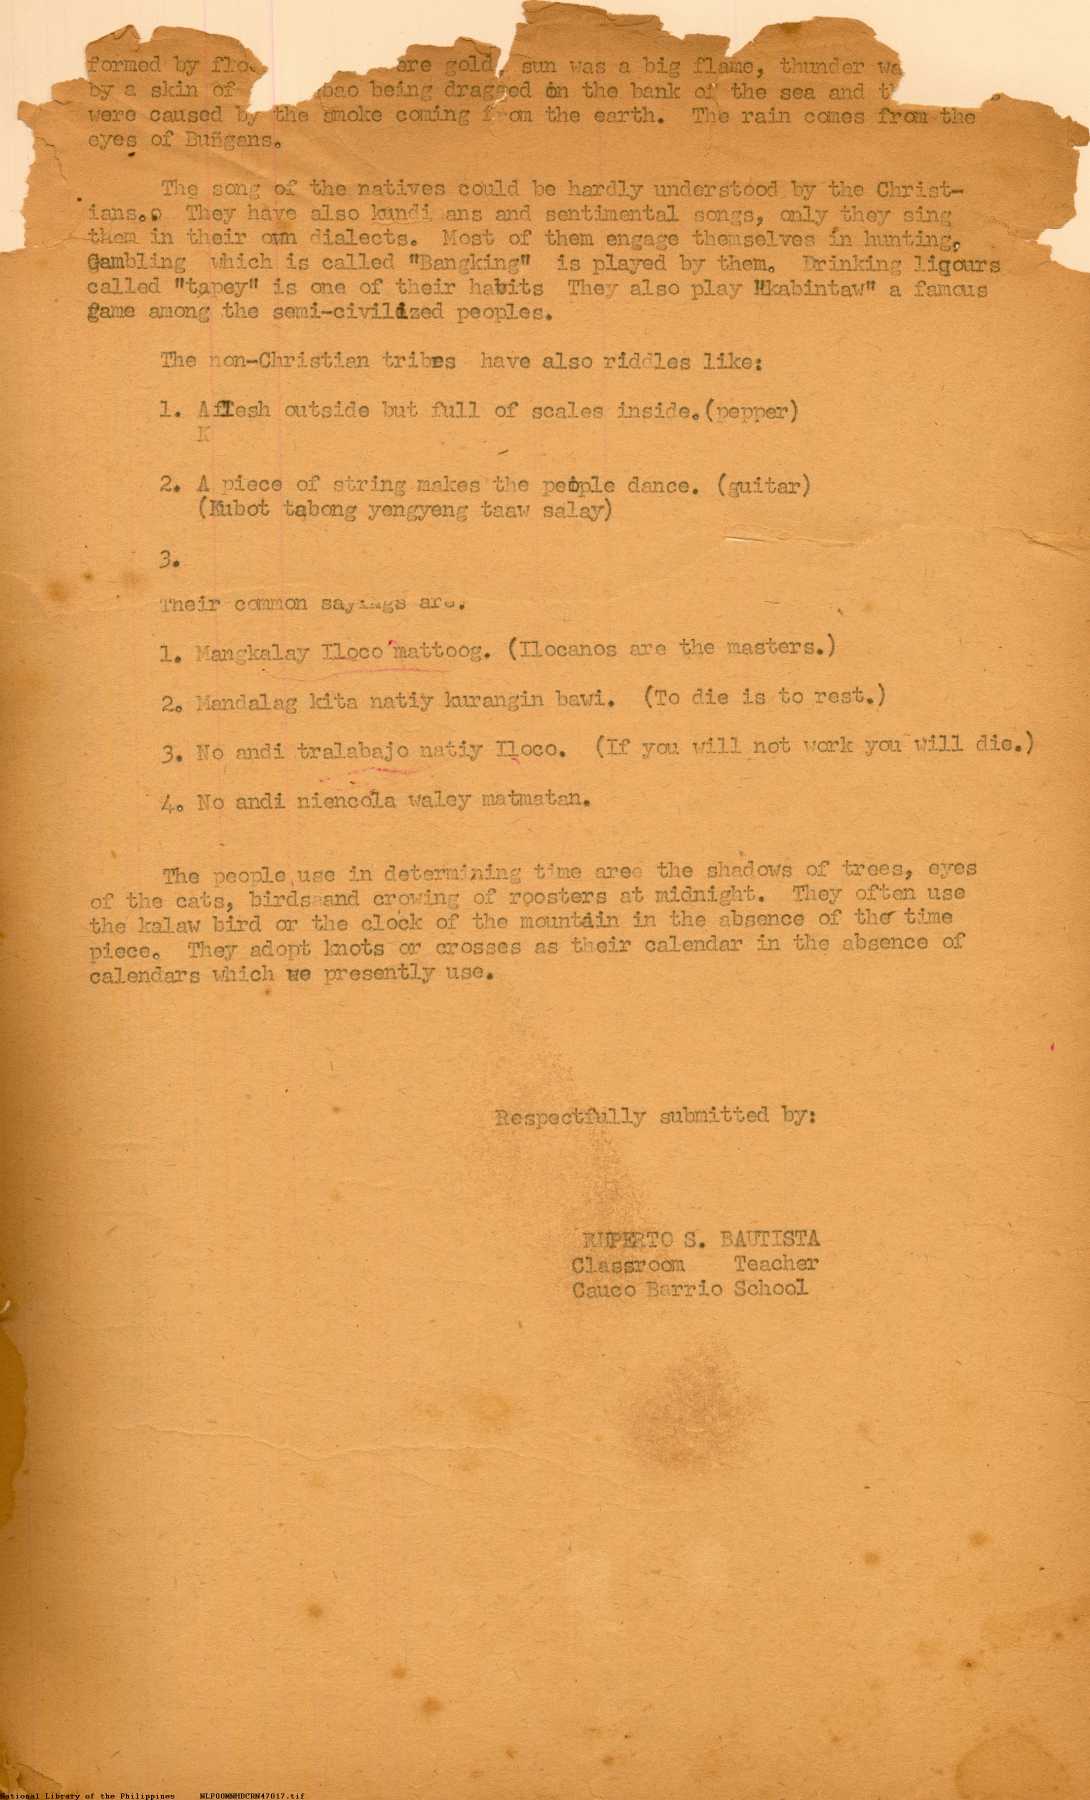 formed by gold, sun was a big flame, thunder
by a skin of being dragged on the bank of the sea and
were caused by the smoke coming from the earth. The rain comes from the
eyes of Buñgans.
The song of the natives could be hardly understood by the Christ-
ians. They have also kundi ans and sentimental songs, only they sing
them in their own dialects. Most of them engage themselves in hunting,
Gambling which is called "Bangking" is played by them. Drinking liqours
called "tapey" is one of their habits They also play "kabintaw" a famous
game among the semi-civilized peoples.
The non-Christian tribes have also riddles like:
1. A flesh outside but full of scales inside.(pepper)
K
2. A piece of string makes the people dance. (guitar)
(Kubot tabong yengyeng taaw salay)
3.
Their common sayings are.
1. Mangkalay Iloco mattoog. (Ilocanos are the masters.)
2. Mandalag kita natiy kurangin bawi. (To die is to rest.)
3. No andi tralabajo natiy Iloco. (If you will not work you will die.)
4. No andi niencola waley matmatan.
The people use in determining time aree the shadows of trees, eyes
of the cats, birds and crowing of roosters at midnight. They often use
the kalaw bird or the clock of the mountain in the absence of the time
piece. They adopt knots or crosses as their calendar in the absence of
calendars which we presently use.
Respectfully submitted by:
RUPERTO S. BAUTISTA
Classroom Teacher
Cauco Barrio School
National Library of the Philippines NLPOOMNHDCRN47017.tif